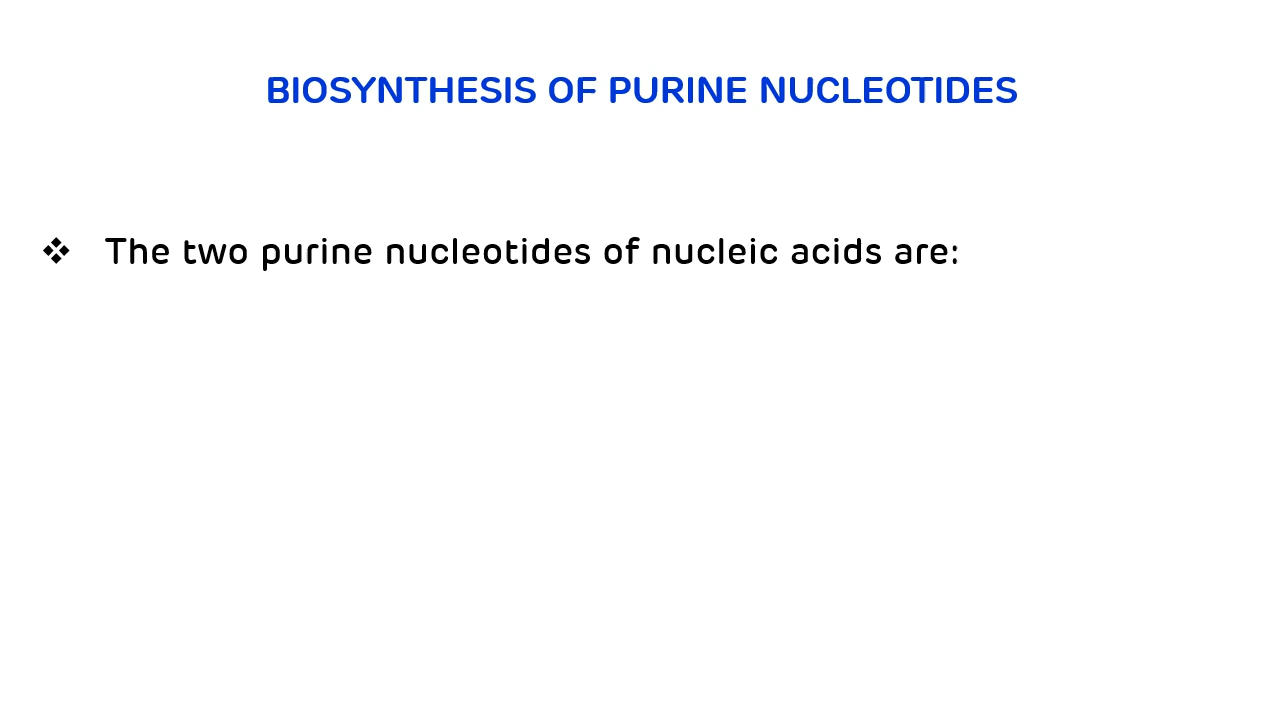 BIOSYNTHESIS OF PURINE NUCLEOTIDES
❖ The two purine nucleotides of nucleic acids are: